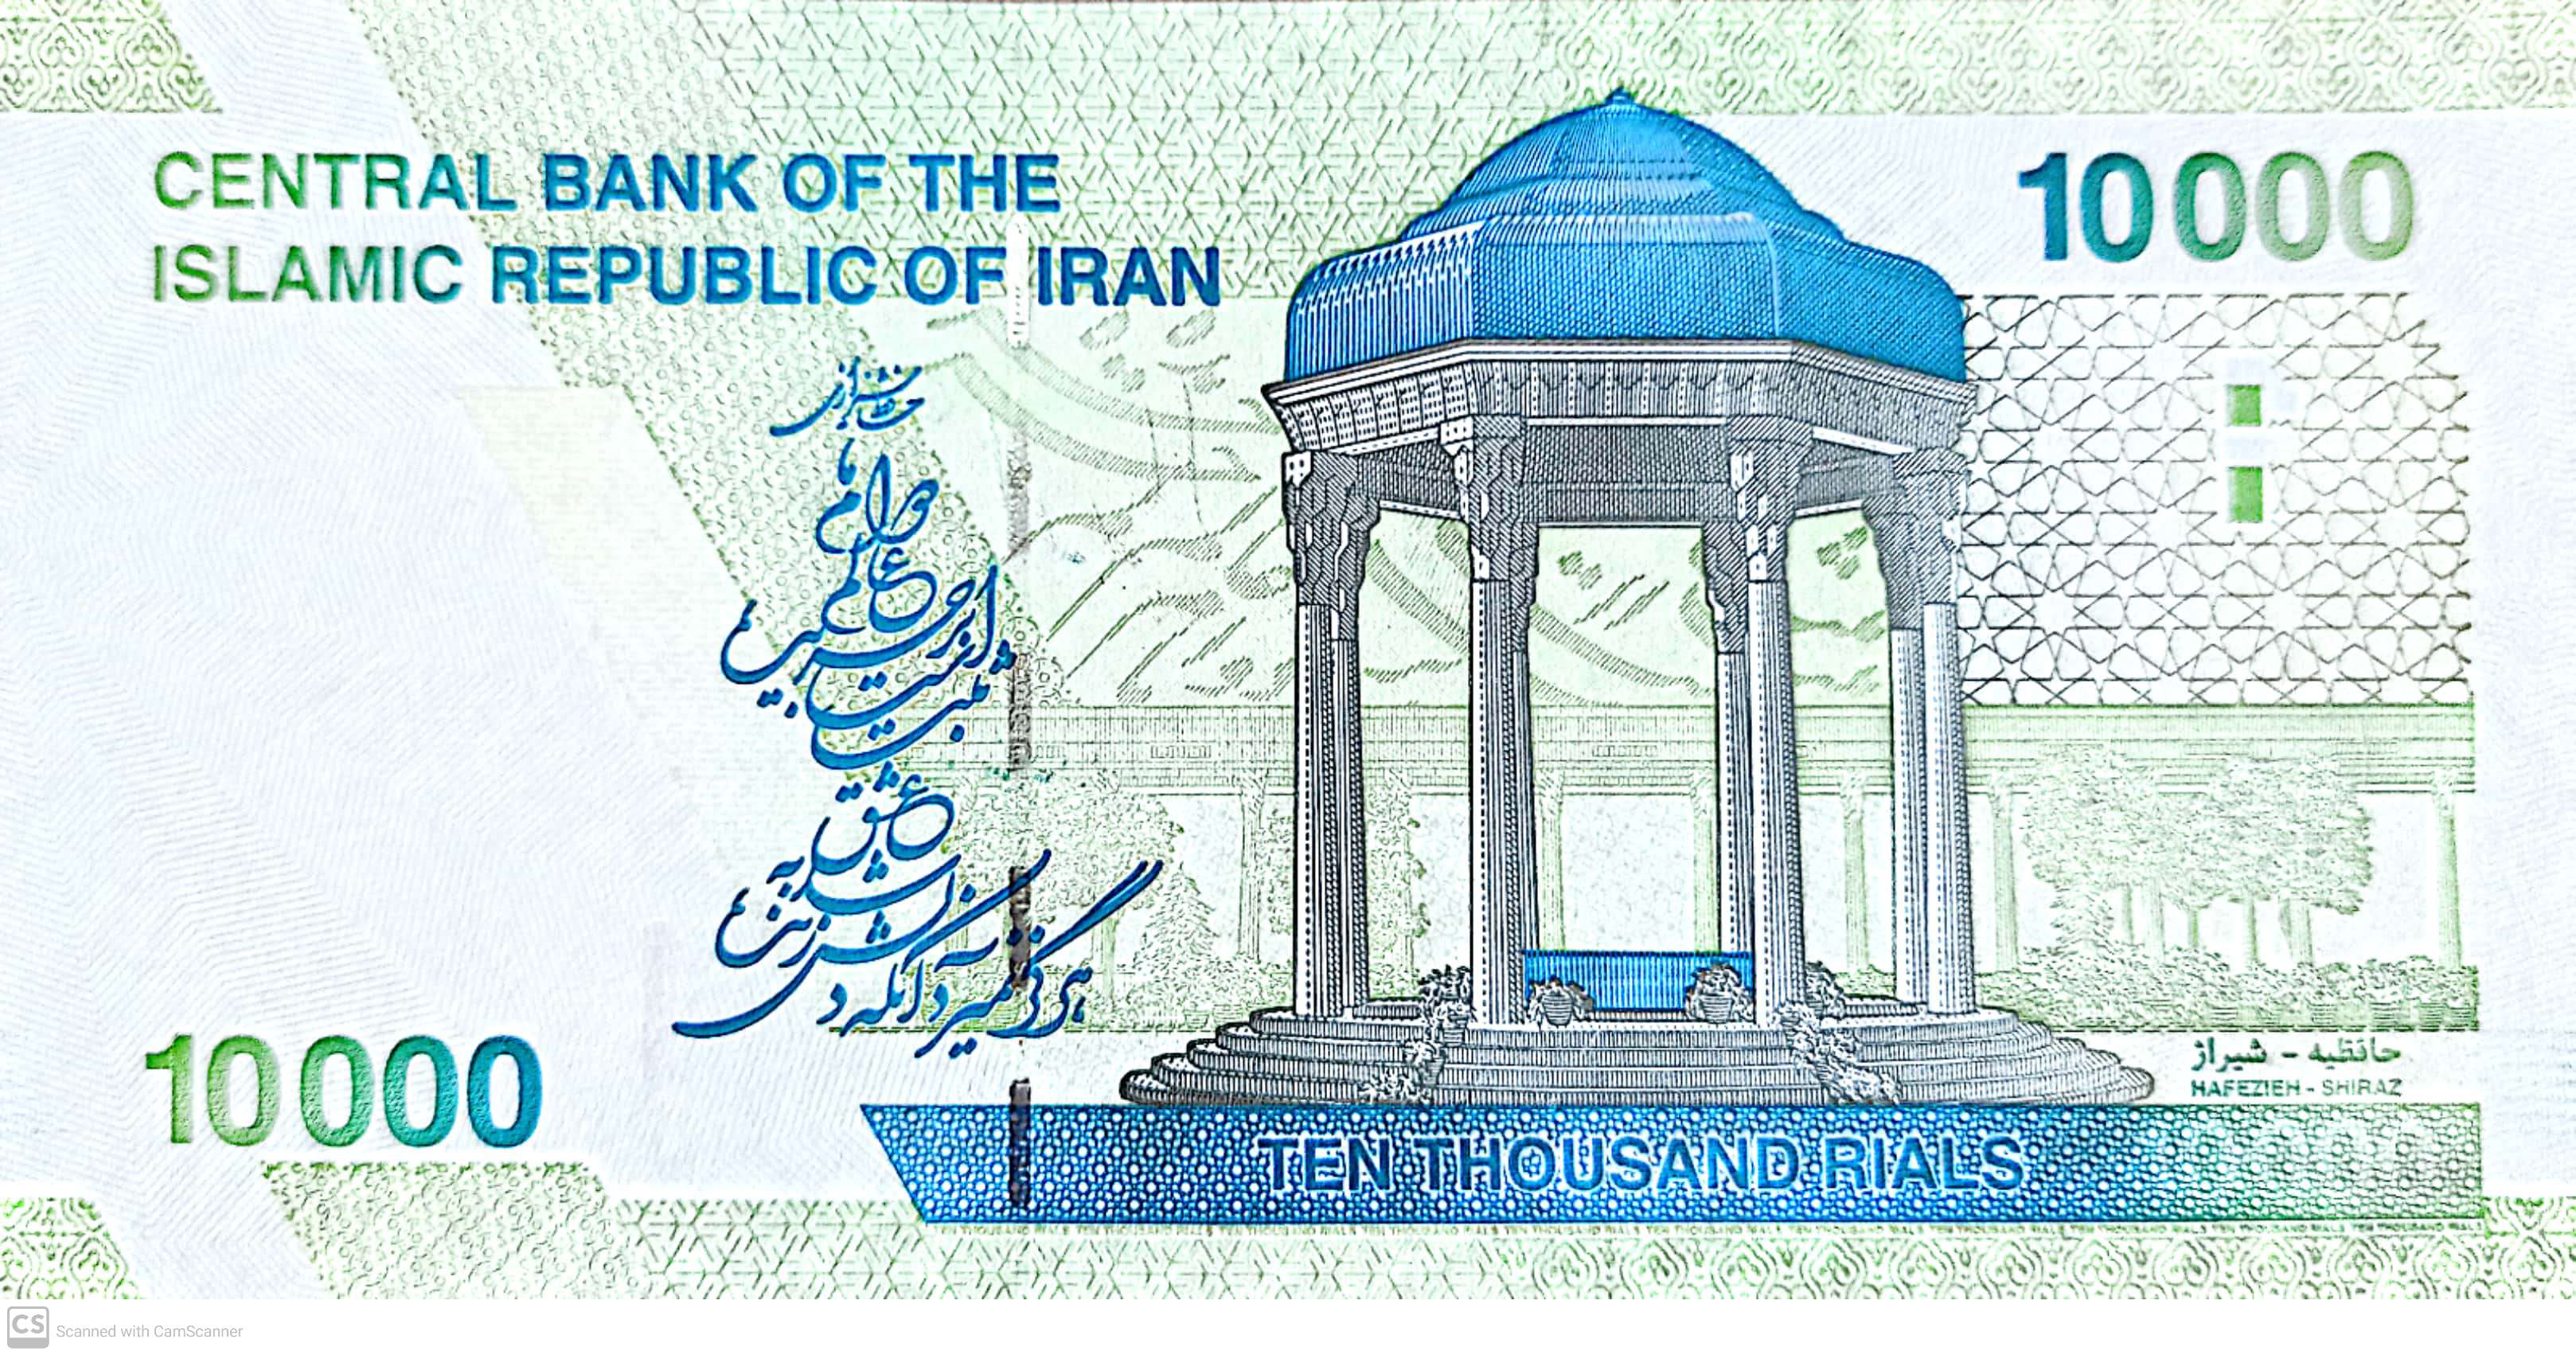 CENTRAL BANK OF THE
ISLAMIC REPUBLIC OF IRAN
10000
حافظ شیرازی
هرگز نمیرد آنکه دلش زنده شد به عشق
ثبت است بر جریده عالم دوام ما
10000
حافظیه - شیراز
HAFEZIEH - SHIRAZ
TEN THOUSAND RIALS
CS Scanned with CamScanner